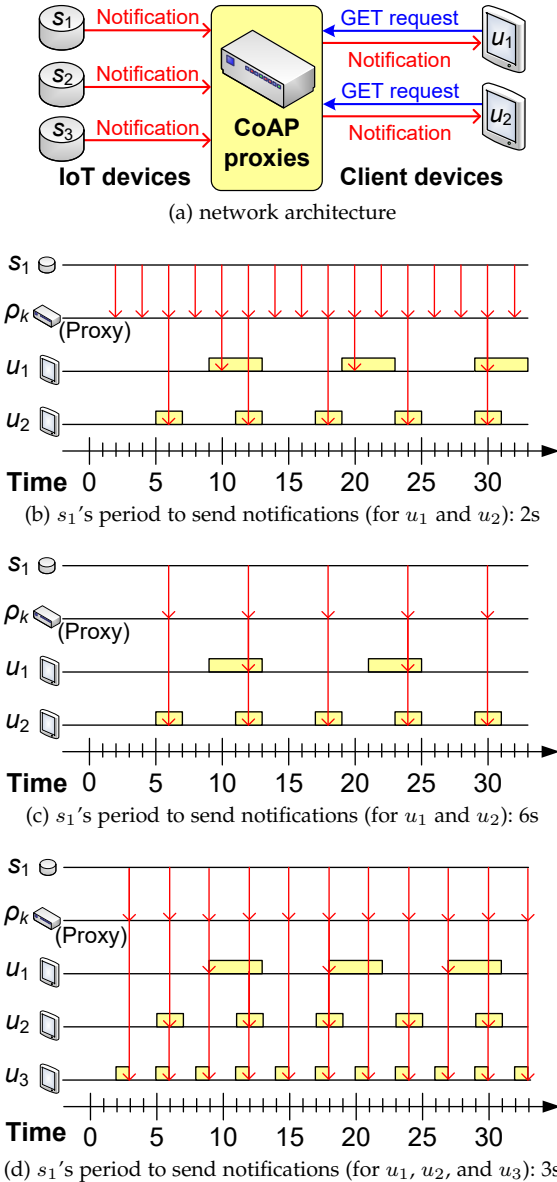 s1 Notification GET request u1
Notification
s2 Notification GET request
Notification u2
s3 Notification CoAP proxies
IoT devices Client devices
(a) network architecture
s1
ρk (Proxy)
u1
u2
Time 0 5 10 15 20 25 30
(b) s1's period to send notifications (for u1 and u2): 2s
s1
ρk (Proxy)
u1
u2
Time 0 5 10 15 20 25 30
(c) s1's period to send notifications (for u1 and u2): 6s
s1
ρk (Proxy)
u1
u2
u3
Time 0 5 10 15 20 25 30
(d) s1's period to send notifications (for u1, u2, and u3): 3s